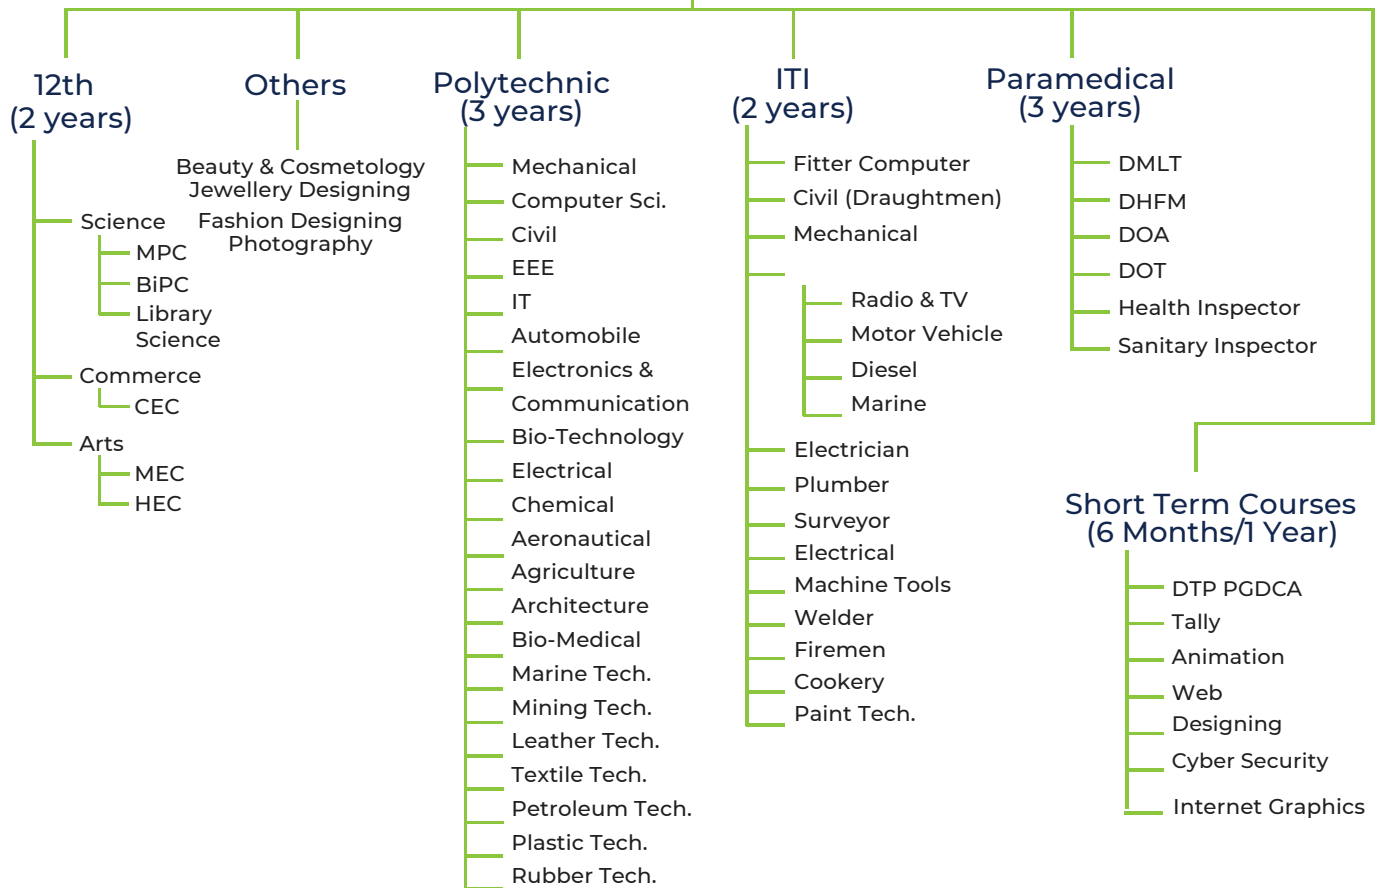 12th
(2 years)
Science
MPC
BiPC
Library
Science
Commerce
CEC
Arts
MEC
HEC
Others
Beauty & Cosmetology
Jewellery Designing
Fashion Designing
Photography
Polytechnic
(3 years)
Mechanical
Computer Sci.
Civil
EEE
IT
Automobile
Electronics &
Communication
Bio-Technology
Electrical
Chemical
Aeronautical
Agriculture
Architecture
Bio-Medical
Marine Tech.
Mining Tech.
Leather Tech.
Textile Tech.
Petroleum Tech.
Plastic Tech.
Rubber Tech.
ITI
(2 years)
Fitter Computer
Civil (Draughtmen)
Mechanical
Radio & TV
Motor Vehicle
Diesel
Marine
Electrician
Plumber
Surveyor
Electrical
Machine Tools
Welder
Firemen
Cookery
Paint Tech.
Paramedical
(3 years)
DMLT
DHFM
DOA
DOT
Health Inspector
Sanitary Inspector
Short Term Courses
(6 Months/1 Year)
DTP PGDCA
Tally
Animation
Web
Designing
Cyber Security
Internet Graphics